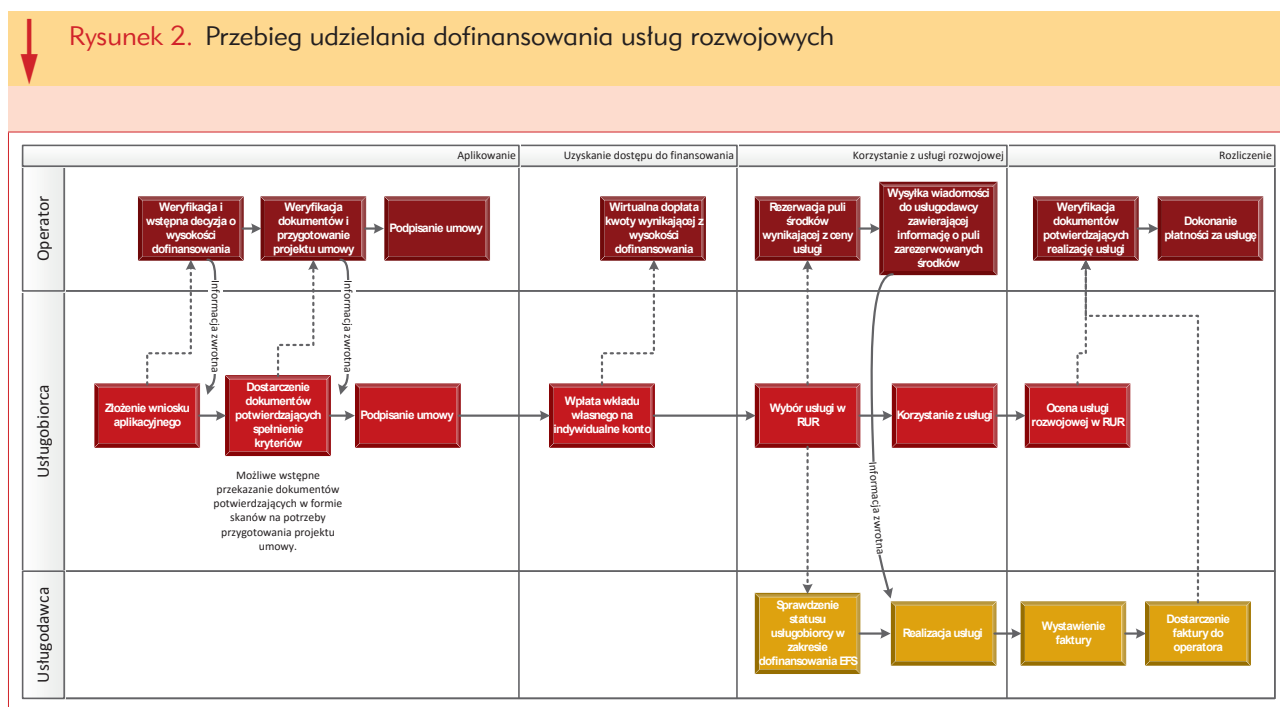 Rysunek 2. Przebieg udzielania dofinansowania usług rozwojowych
Aplikowanie
Uzyskanie dostępu do finansowania
Korzystanie z usługi rozwojowej
Rozliczenie
Operator
Weryfikacja i
wstępna decyzja o
wysokości
dofinansowania
Weryfikacja
dokumentów i
przygotowanie
projektu umowy
Podpisanie umowy
Wirtualna dopłata
kwoty wynikającej z
wysokości
dofinansowania
Rezerwacja puli
środków
wynikającej z ceny
usługi
Wysyłka wiadomości
do usługodawcy
zawierającej
informację o puli
zarezerwowanych
środków
Weryfikacja
dokumentów
potwierdzających
realizację usługi
Dokonanie
płatności za usługę
Informacja zwrotna
Informacja zwrotna
Usługobiorca
Złożenie wniosku
aplikacyjnego
Dostarczenie
dokumentów
potwierdzających
spełnienie
kryteriów
Podpisanie umowy
Wpłata wkładu
własnego na
indywidualne konto
Wybór usługi w
RUR
Korzystanie z usługi
Ocena usługi
rozwojowej w RUR
Możliwe wstępne
przekazanie dokumentów
potwierdzających w formie
skanów na potrzeby
przygotowania projektu
umowy.
Informacja zwrotna
Usługodawca
Sprawdzenie
statusu
usługobiorcy w
zakresie
dofinansowania EFS
Realizacja usługi
Wystawienie
faktury
Dostarczenie
faktury do
operatora